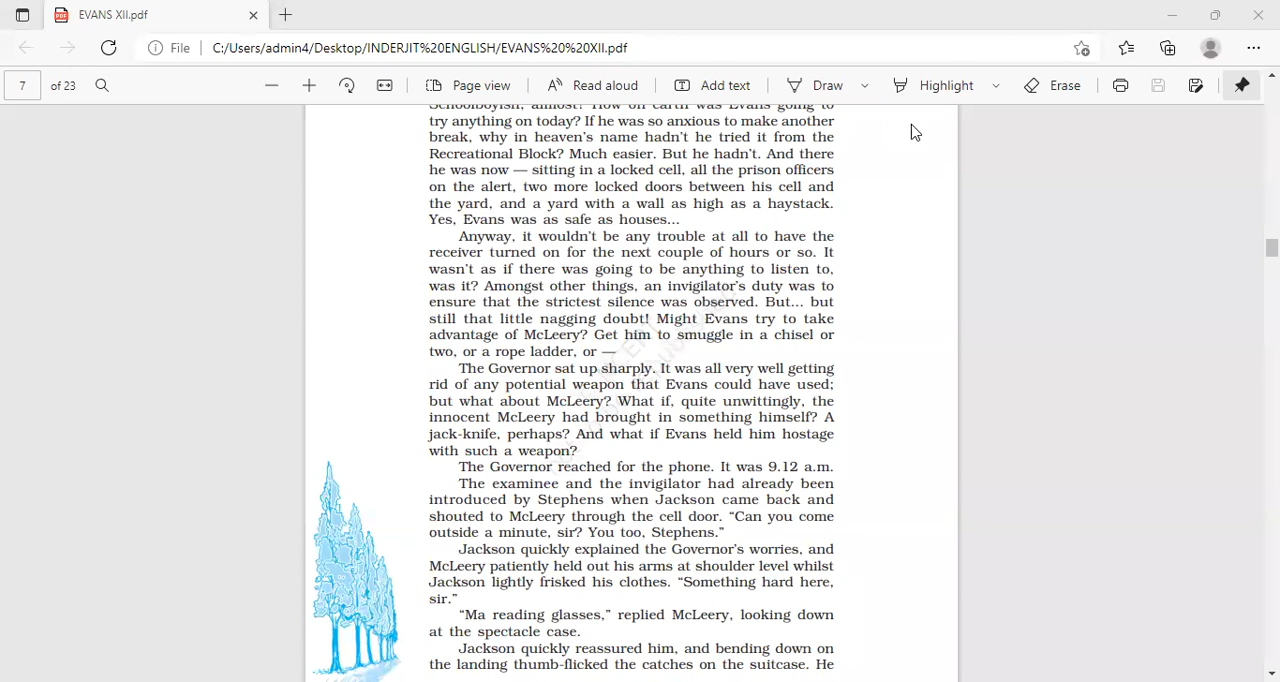 EVANS XII.pdf
File
C:/Users/admin4/Desktop/INDERJIT%20ENGLISH/EVANS%20%20XII.pdf
7 of 23 Page view Read aloud Add text Draw Highlight Erase
Schoolboyish, almost! How on earth was Evans going to
try anything on today? If he was so anxious to make another
break, why in heaven's name hadn't he tried it from the
Recreational Block? Much easier. But he hadn't. And there
he was now — sitting in a locked cell, all the prison officers
on the alert, two more locked doors between his cell and
the yard, and a yard with a wall as high as a haystack.
Yes, Evans was as safe as houses...
Anyway, it wouldn't be any trouble at all to have the
receiver turned on for the next couple of hours or so. It
wasn't as if there was going to be anything to listen to,
was it? Amongst other things, an invigilator's duty was to
ensure that the strictest silence was observed. But... but
still that little nagging doubt! Might Evans try to take
advantage of McLeery? Get him to smuggle in a chisel or
two, or a rope ladder, or —
The Governor sat up sharply. It was all very well getting
rid of any potential weapon that Evans could have used;
but what about McLeery? What if, quite unwittingly, the
innocent McLeery had brought in something himself? A
jack-knife, perhaps? And what if Evans held him hostage
with such a weapon?
The Governor reached for the phone. It was 9.12 a.m.
The examinee and the invigilator had already been
introduced by Stephens when Jackson came back and
shouted to McLeery through the cell door. “Can you come
outside a minute, sir? You too, Stephens.”
Jackson quickly explained the Governor's worries, and
McLeery patiently held out his arms at shoulder level whilst
Jackson lightly frisked his clothes. “Something hard here,
sir.”
“Ma reading glasses,” replied McLeery, looking down
at the spectacle case.
Jackson quickly reassured him, and bending down on
the landing thumb-flicked the catches on the suitcase. He